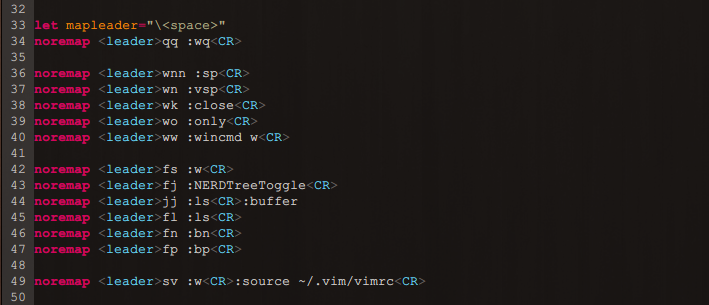 32
33 let mapleader="\<space>"
34 noremap <leader>qq :wq<CR>
35
36 noremap <leader>wnn :sp<CR>
37 noremap <leader>wn :vsp<CR>
38 noremap <leader>wk :close<CR>
39 noremap <leader>wo :only<CR>
40 noremap <leader>ww :wincmd w<CR>
41
42 noremap <leader>fs :w<CR>
43 noremap <leader>fj :NERDTreeToggle<CR>
44 noremap <leader>jj :ls<CR>:buffer
45 noremap <leader>fl :ls<CR>
46 noremap <leader>fn :bn<CR>
47 noremap <leader>fp :bp<CR>
48
49 noremap <leader>sv :w<CR>:source ~/.vim/vimrc<CR>
50